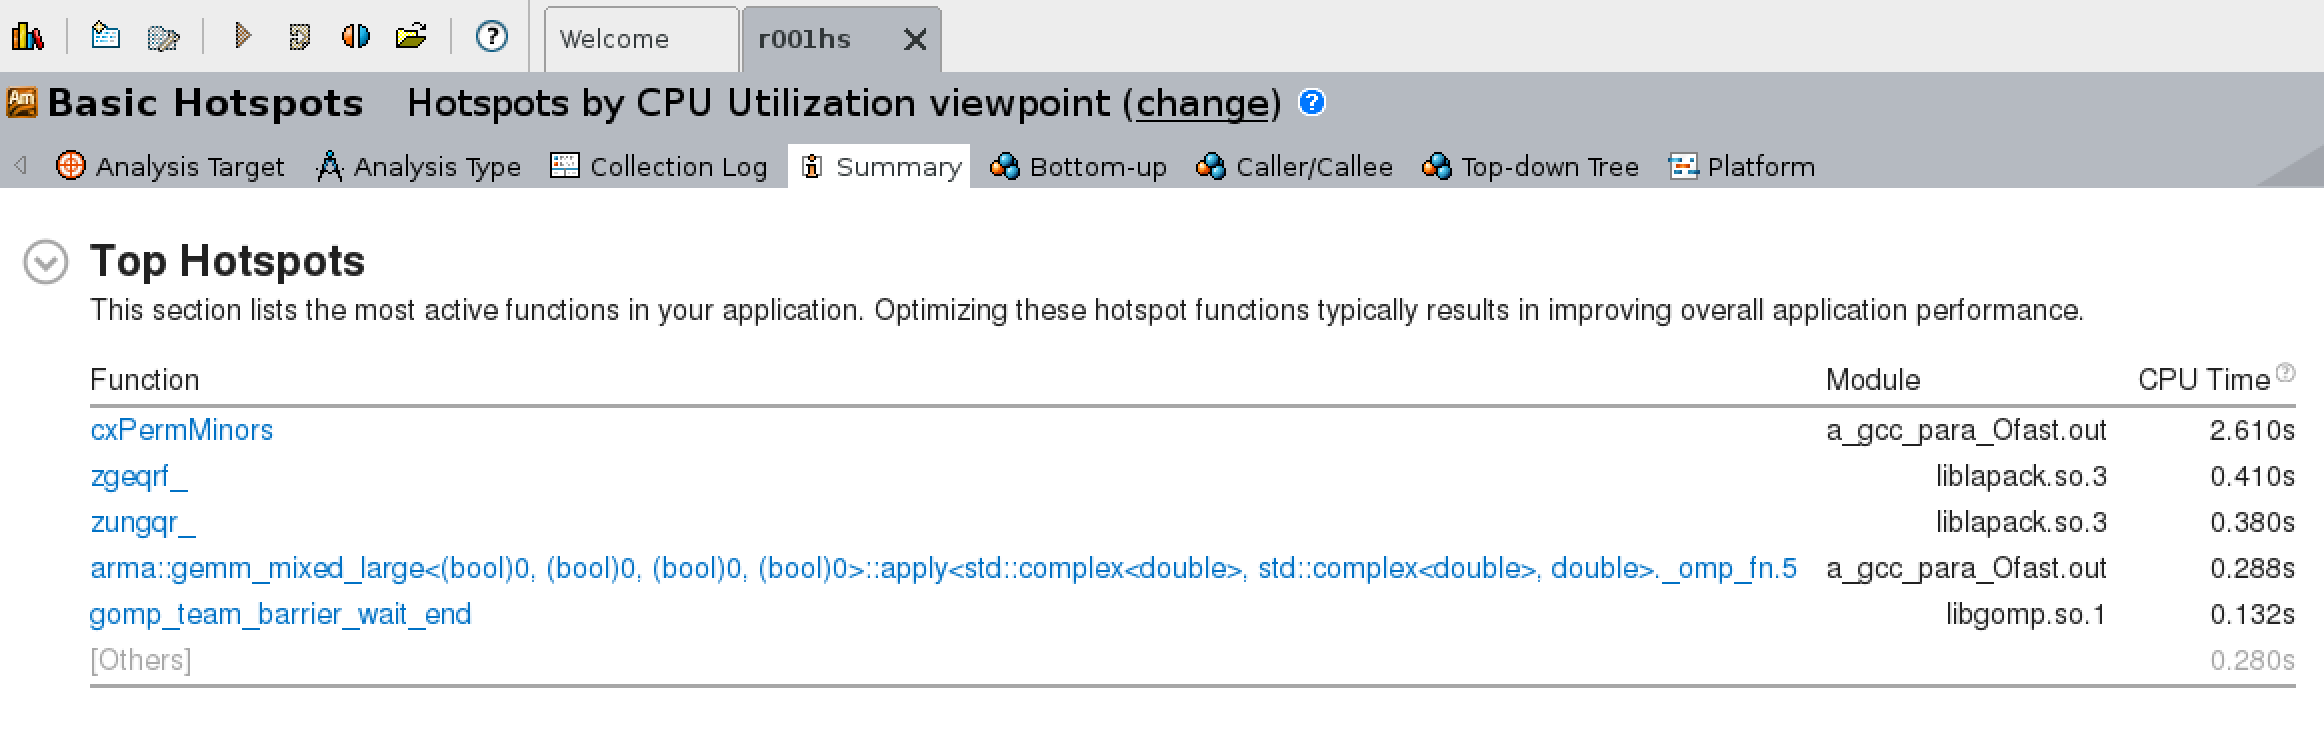 Welcome r001hs
Am Basic Hotspots Hotspots by CPU Utilization viewpoint (change) ?
Analysis Target Analysis Type Collection Log Summary Bottom-up Caller/Callee Top-down Tree Platform
Top Hotspots
This section lists the most active functions in your application. Optimizing these hotspot functions typically results in improving overall application performance.
Function Module CPU Time ?
cxPermMinors a_gcc_para_Ofast.out 2.610s
zgeqrf_ liblapack.so.3 0.410s
zungqr_ liblapack.so.3 0.380s
arma::gemm_mixed_large<(bool)0, (bool)0, (bool)0, (bool)0>::apply<std::complex<double>, std::complex<double>, double>._omp_fn.5 a_gcc_para_Ofast.out 0.288s
gomp_team_barrier_wait_end libgomp.so.1 0.132s
[Others] 0.280s